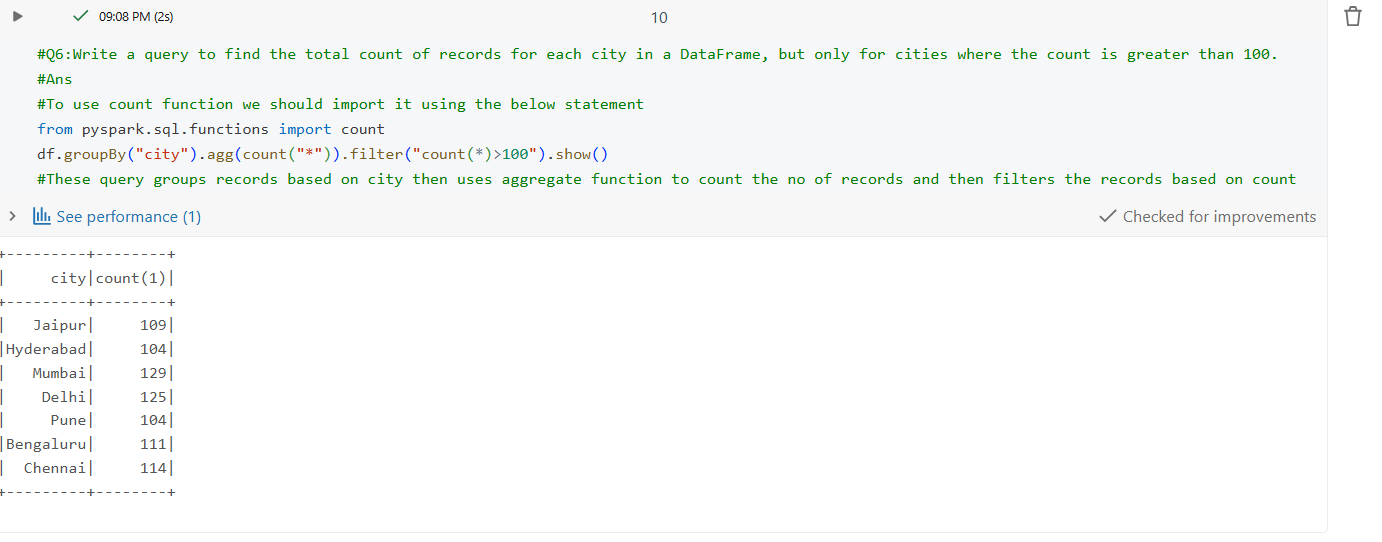 09:08 PM (2s)
10
#Q6:Write a query to find the total count of records for each city in a DataFrame, but only for cities where the count is greater than 100.
#Ans
#To use count function we should import it using the below statement
from pyspark.sql.functions import count
df.groupBy("city").agg(count("*")).filter("count(*)>100").show()
#These query groups records based on city then uses aggregate function to count the no of records and then filters the records based on count
See performance (1)
Checked for improvements
+---------+--------+
|     city|count(1)|
+---------+--------+
|   Jaipur|     109|
|Hyderabad|     104|
|   Mumbai|     129|
|    Delhi|     125|
|     Pune|     104|
|Bengaluru|     111|
|  Chennai|     114|
+---------+--------+